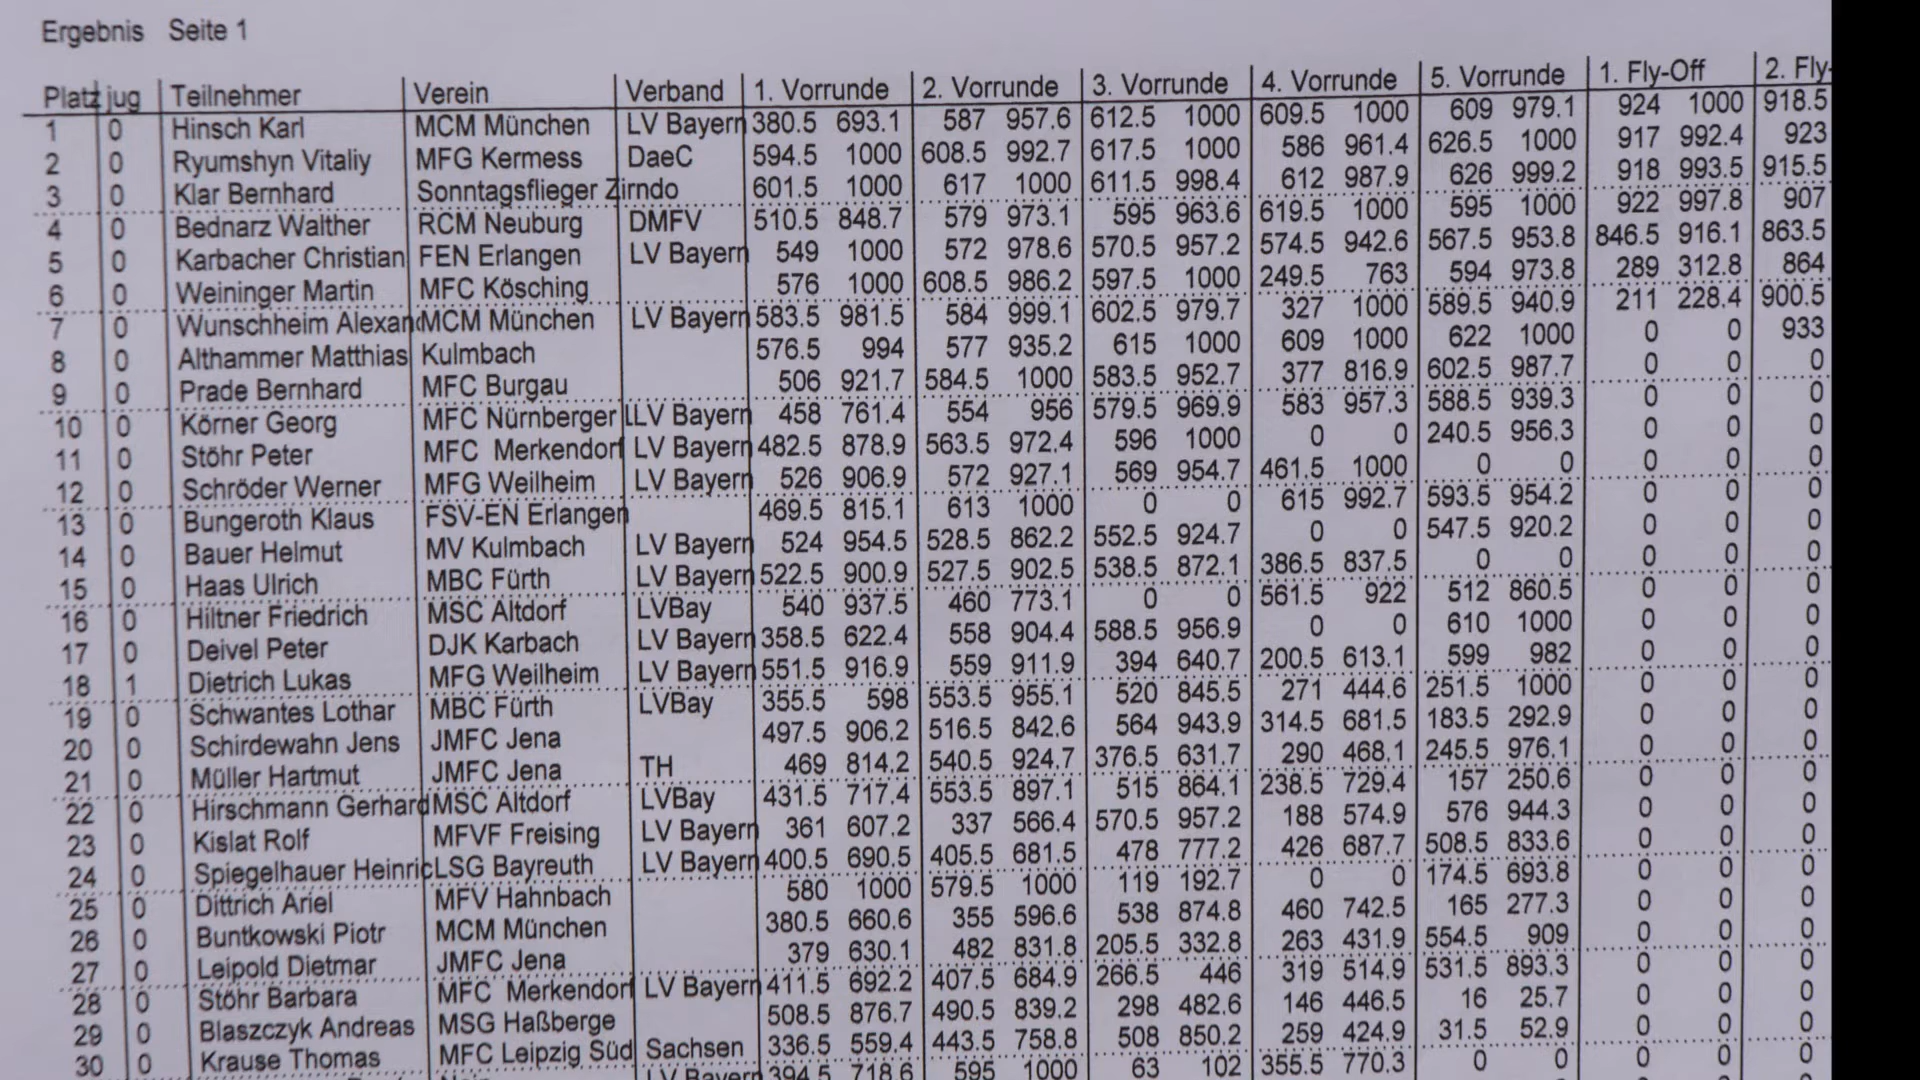 Ergebnis Seite 1
Platz jug Teilnehmer Verein Verband 1. Vorrunde 2. Vorrunde 3. Vorrunde 4. Vorrunde 5. Vorrunde 1. Fly-Off 2. Fly-
1 0 Hinsch Karl MCM München LV Bayern 380.5 693.1 587 957.6 612.5 1000 609.5 1000 609 979.1 924 1000 918.5
2 0 Ryumshyn Vitaliy MFG Kermess DaeC 594.5 1000 608.5 992.7 617.5 1000 586 961.4 626.5 1000 917 992.4 923
3 0 Klar Bernhard Sonntagsflieger Zirndo 601.5 1000 617 1000 611.5 998.4 612 987.9 626 999.2 918 993.5 915.5
4 0 Bednarz Walther RCM Neuburg DMFV 510.5 848.7 579 973.1 595 963.6 619.5 1000 595 1000 922 997.8 907
5 0 Karbacher Christian FEN Erlangen LV Bayern 549 1000 572 978.6 570.5 957.2 574.5 942.6 567.5 953.8 846.5 916.1 863.5
6 0 Weininger Martin MFC Kösching 576 1000 608.5 986.2 597.5 1000 249.5 763 594 973.8 289 312.8 864
7 0 Wunschheim Alexan MCM München LV Bayern 583.5 981.5 584 999.1 602.5 979.7 327 1000 589.5 940.9 211 228.4 900.5
8 0 Althammer Matthias Kulmbach 576.5 994 577 935.2 615 1000 609 1000 622 1000 0 0 933
9 0 Prade Bernhard MFC Burgau 506 921.7 584.5 1000 583.5 952.7 377 816.9 602.5 987.7 0 0 0
10 0 Körner Georg MFC Nürnberger L LV Bayern 458 761.4 554 956 579.5 969.9 583 957.3 588.5 939.3 0 0 0
11 0 Stöhr Peter MFC Merkendorf LV Bayern 482.5 878.9 563.5 972.4 596 1000 0 0 240.5 956.3 0 0 0
12 0 Schröder Werner MFG Weilheim LV Bayern 526 906.9 572 927.1 569 954.7 461.5 1000 0 0 0 0 0
13 0 Bungeroth Klaus FSV-EN Erlangen 469.5 815.1 613 1000 0 0 615 992.7 593.5 954.2 0 0 0
14 0 Bauer Helmut MV Kulmbach LV Bayern 524 954.5 528.5 862.2 552.5 924.7 0 0 547.5 920.2 0 0 0
15 0 Haas Ulrich MBC Fürth LV Bayern 522.5 900.9 527.5 902.5 538.5 872.1 386.5 837.5 0 0 0 0 0
16 0 Hiltner Friedrich MSC Altdorf LVBay 540 937.5 460 773.1 0 0 561.5 922 512 860.5 0 0 0
17 0 Deivel Peter DJK Karbach LV Bayern 358.5 622.4 558 904.4 588.5 956.9 0 0 610 1000 0 0 0
18 1 Dietrich Lukas MFG Weilheim LV Bayern 551.5 916.9 559 911.9 394 640.7 200.5 613.1 599 982 0 0 0
19 0 Schwantes Lothar MBC Fürth LVBay 355.5 598 553.5 955.1 520 845.5 271 444.6 251.5 1000 0 0 0
20 0 Schirdewahn Jens JMFC Jena 497.5 906.2 516.5 842.6 564 943.9 314.5 681.5 183.5 292.9 0 0 0
21 0 Müller Hartmut JMFC Jena TH 469 814.2 540.5 924.7 376.5 631.7 290 468.1 245.5 976.1 0 0 0
22 0 Hirschmann Gerhard MSC Altdorf LVBay 431.5 717.4 553.5 897.1 515 864.1 238.5 729.4 157 250.6 0 0 0
23 0 Kislat Rolf MFVF Freising LV Bayern 361 607.2 337 566.4 570.5 957.2 188 574.9 576 944.3 0 0 0
24 0 Spiegelhauer Heinric LSG Bayreuth LV Bayern 400.5 690.5 405.5 681.5 478 777.2 426 687.7 508.5 833.6 0 0 0
25 0 Dittrich Ariel MFV Hahnbach 580 1000 579.5 1000 119 192.7 0 0 174.5 693.8 0 0 0
26 0 Buntkowski Piotr MCM München 380.5 660.6 355 596.6 538 874.8 460 742.5 165 277.3 0 0 0
27 0 Leipold Dietmar JMFC Jena 379 630.1 482 831.8 205.5 332.8 263 431.9 554.5 909 0 0 0
28 0 Stöhr Barbara MFC Merkendorf LV Bayern 411.5 692.2 407.5 684.9 266.5 446 319 514.9 531.5 893.3 0 0 0
29 0 Blaszczyk Andreas MSG Haßberge 508.5 876.7 490.5 839.2 298 482.6 146 446.5 16 25.7 0 0 0
30 0 Krause Thomas MFC Leipzig Süd Sachsen 336.5 559.4 443.5 758.8 508 850.2 259 424.9 31.5 52.9 0 0 0
LV Bayern 394.5 718.6 595 1000 63 102 355.5 770.3 0 0 0 0 0